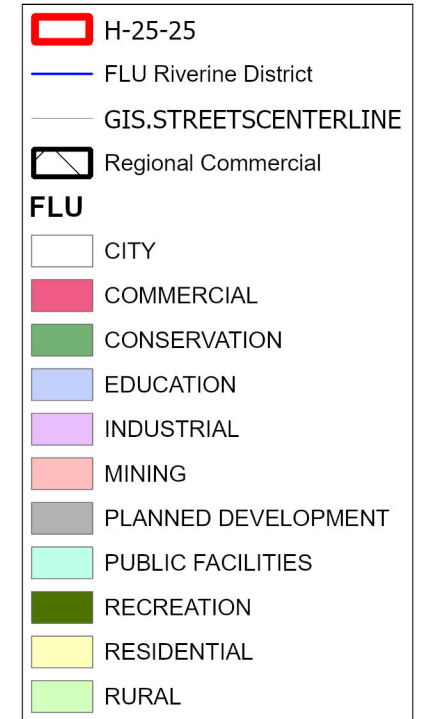 H-25-25
FLU Riverine District
GIS.STREETSCENTERLINE
Regional Commercial
FLU
CITY
COMMERCIAL
CONSERVATION
EDUCATION
INDUSTRIAL
MINING
PLANNED DEVELOPMENT
PUBLIC FACILITIES
RECREATION
RESIDENTIAL
RURAL